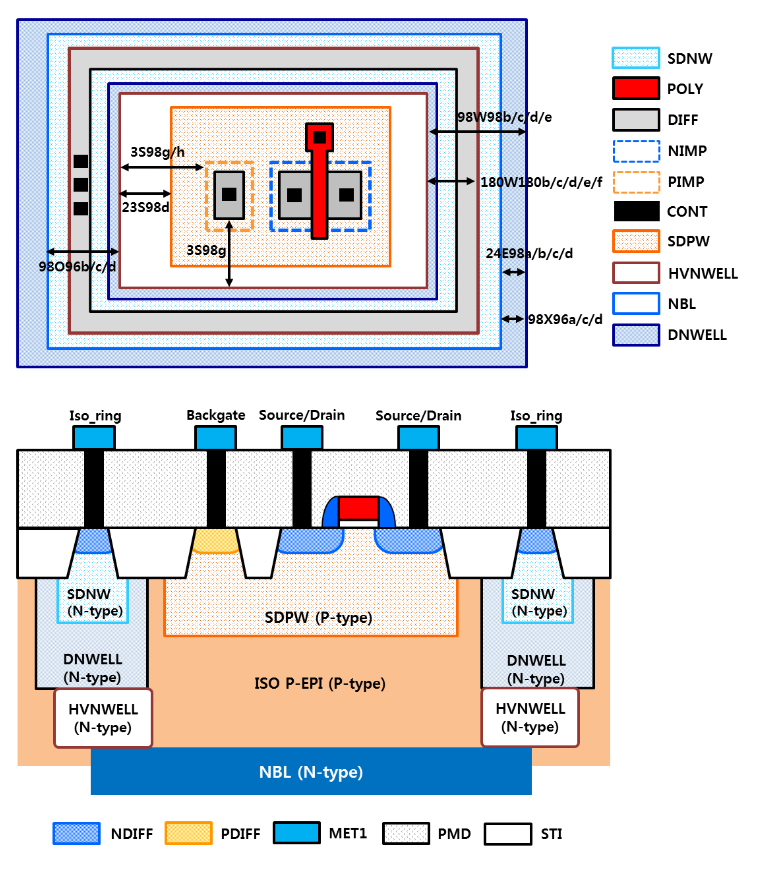 SDNW
POLY
DIFF
NIMP
PIMP
CONT
SDPW
HVNWELL
NBL
DNWELL
98W98b/c/d/e
3S98g/h
180W180b/c/d/e/f
23S98d
3S98g
24E98a/b/c/d
98O96b/c/d
98X96a/c/d
Iso_ring
Backgate
Source/Drain
Source/Drain
Iso_ring
SDNW
(N-type)
SDPW (P-type)
SDNW
(N-type)
DNWELL
(N-type)
ISO P-EPI (P-type)
DNWELL
(N-type)
HVNWELL
(N-type)
HVNWELL
(N-type)
NBL (N-type)
NDIFF
PDIFF
MET1
PMD
STI